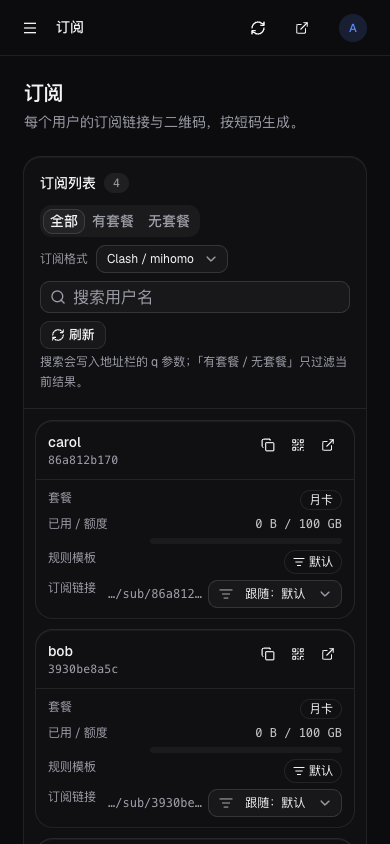 订阅
A
订阅
每个用户的订阅链接与二维码，按短码生成。
订阅列表 4
全部 有套餐 无套餐
订阅格式 Clash / mihomo
搜索用户名
刷新
搜索会写入地址栏的 q 参数；「有套餐 / 无套餐」只过滤当
前结果。
carol
86a812b170
套餐 月卡
已用 / 额度 0 B / 100 GB
规则模板 默认
订阅链接 …/sub/86a812… 跟随：默认
bob
3930be8a5c
套餐 月卡
已用 / 额度 0 B / 100 GB
规则模板 默认
订阅链接 …/sub/3930be… 跟随：默认